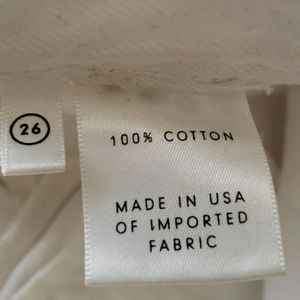 26
100% COTTON
MADE IN USA
OF IMPORTED
FABRIC